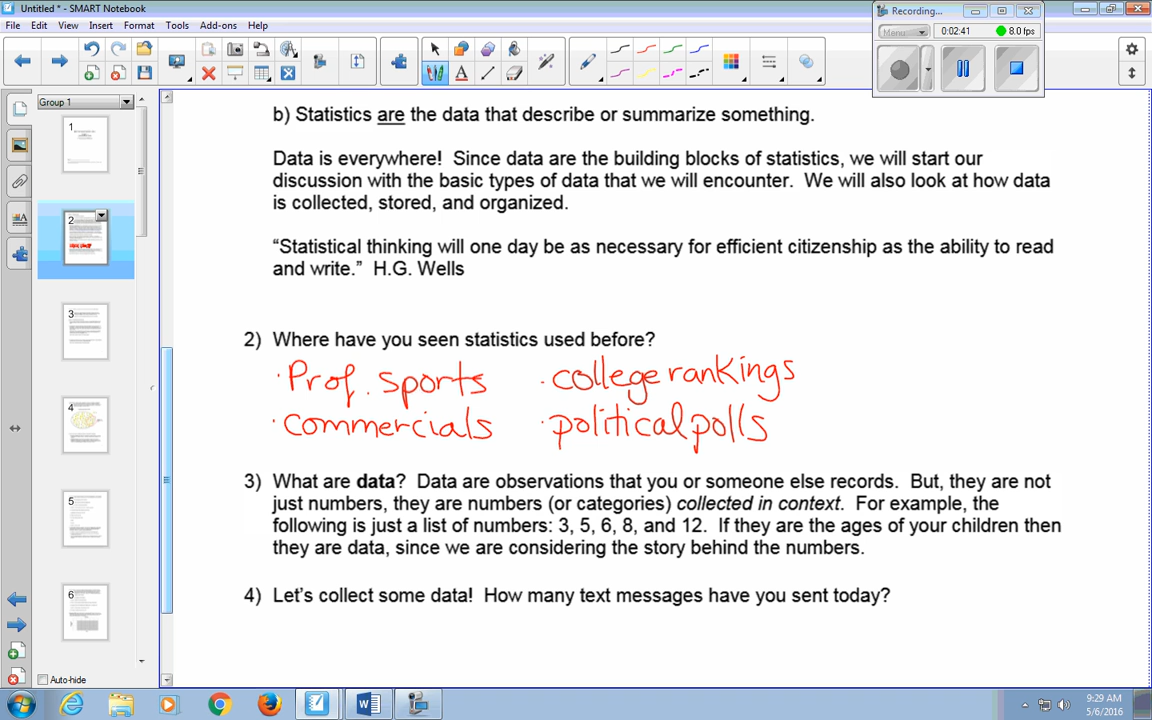 Untitled * - SMART Notebook
File Edit View Insert Format Tools Add-ons Help
Recording...
Menu 0:02:41 8.0 fps
Group 1
1
2
3
4
5
6
Auto-hide
b) Statistics are the data that describe or summarize something.
Data is everywhere! Since data are the building blocks of statistics, we will start our
discussion with the basic types of data that we will encounter. We will also look at how data
is collected, stored, and organized.
“Statistical thinking will one day be as necessary for efficient citizenship as the ability to read
and write.” H.G. Wells
2) Where have you seen statistics used before?
· Prof. sports · college rankings
· commercials · political polls
3) What are data? Data are observations that you or someone else records. But, they are not
just numbers, they are numbers (or categories) collected in context. For example, the
following is just a list of numbers: 3, 5, 6, 8, and 12. If they are the ages of your children then
they are data, since we are considering the story behind the numbers.
4) Let’s collect some data! How many text messages have you sent today?
9:29 AM
5/6/2016